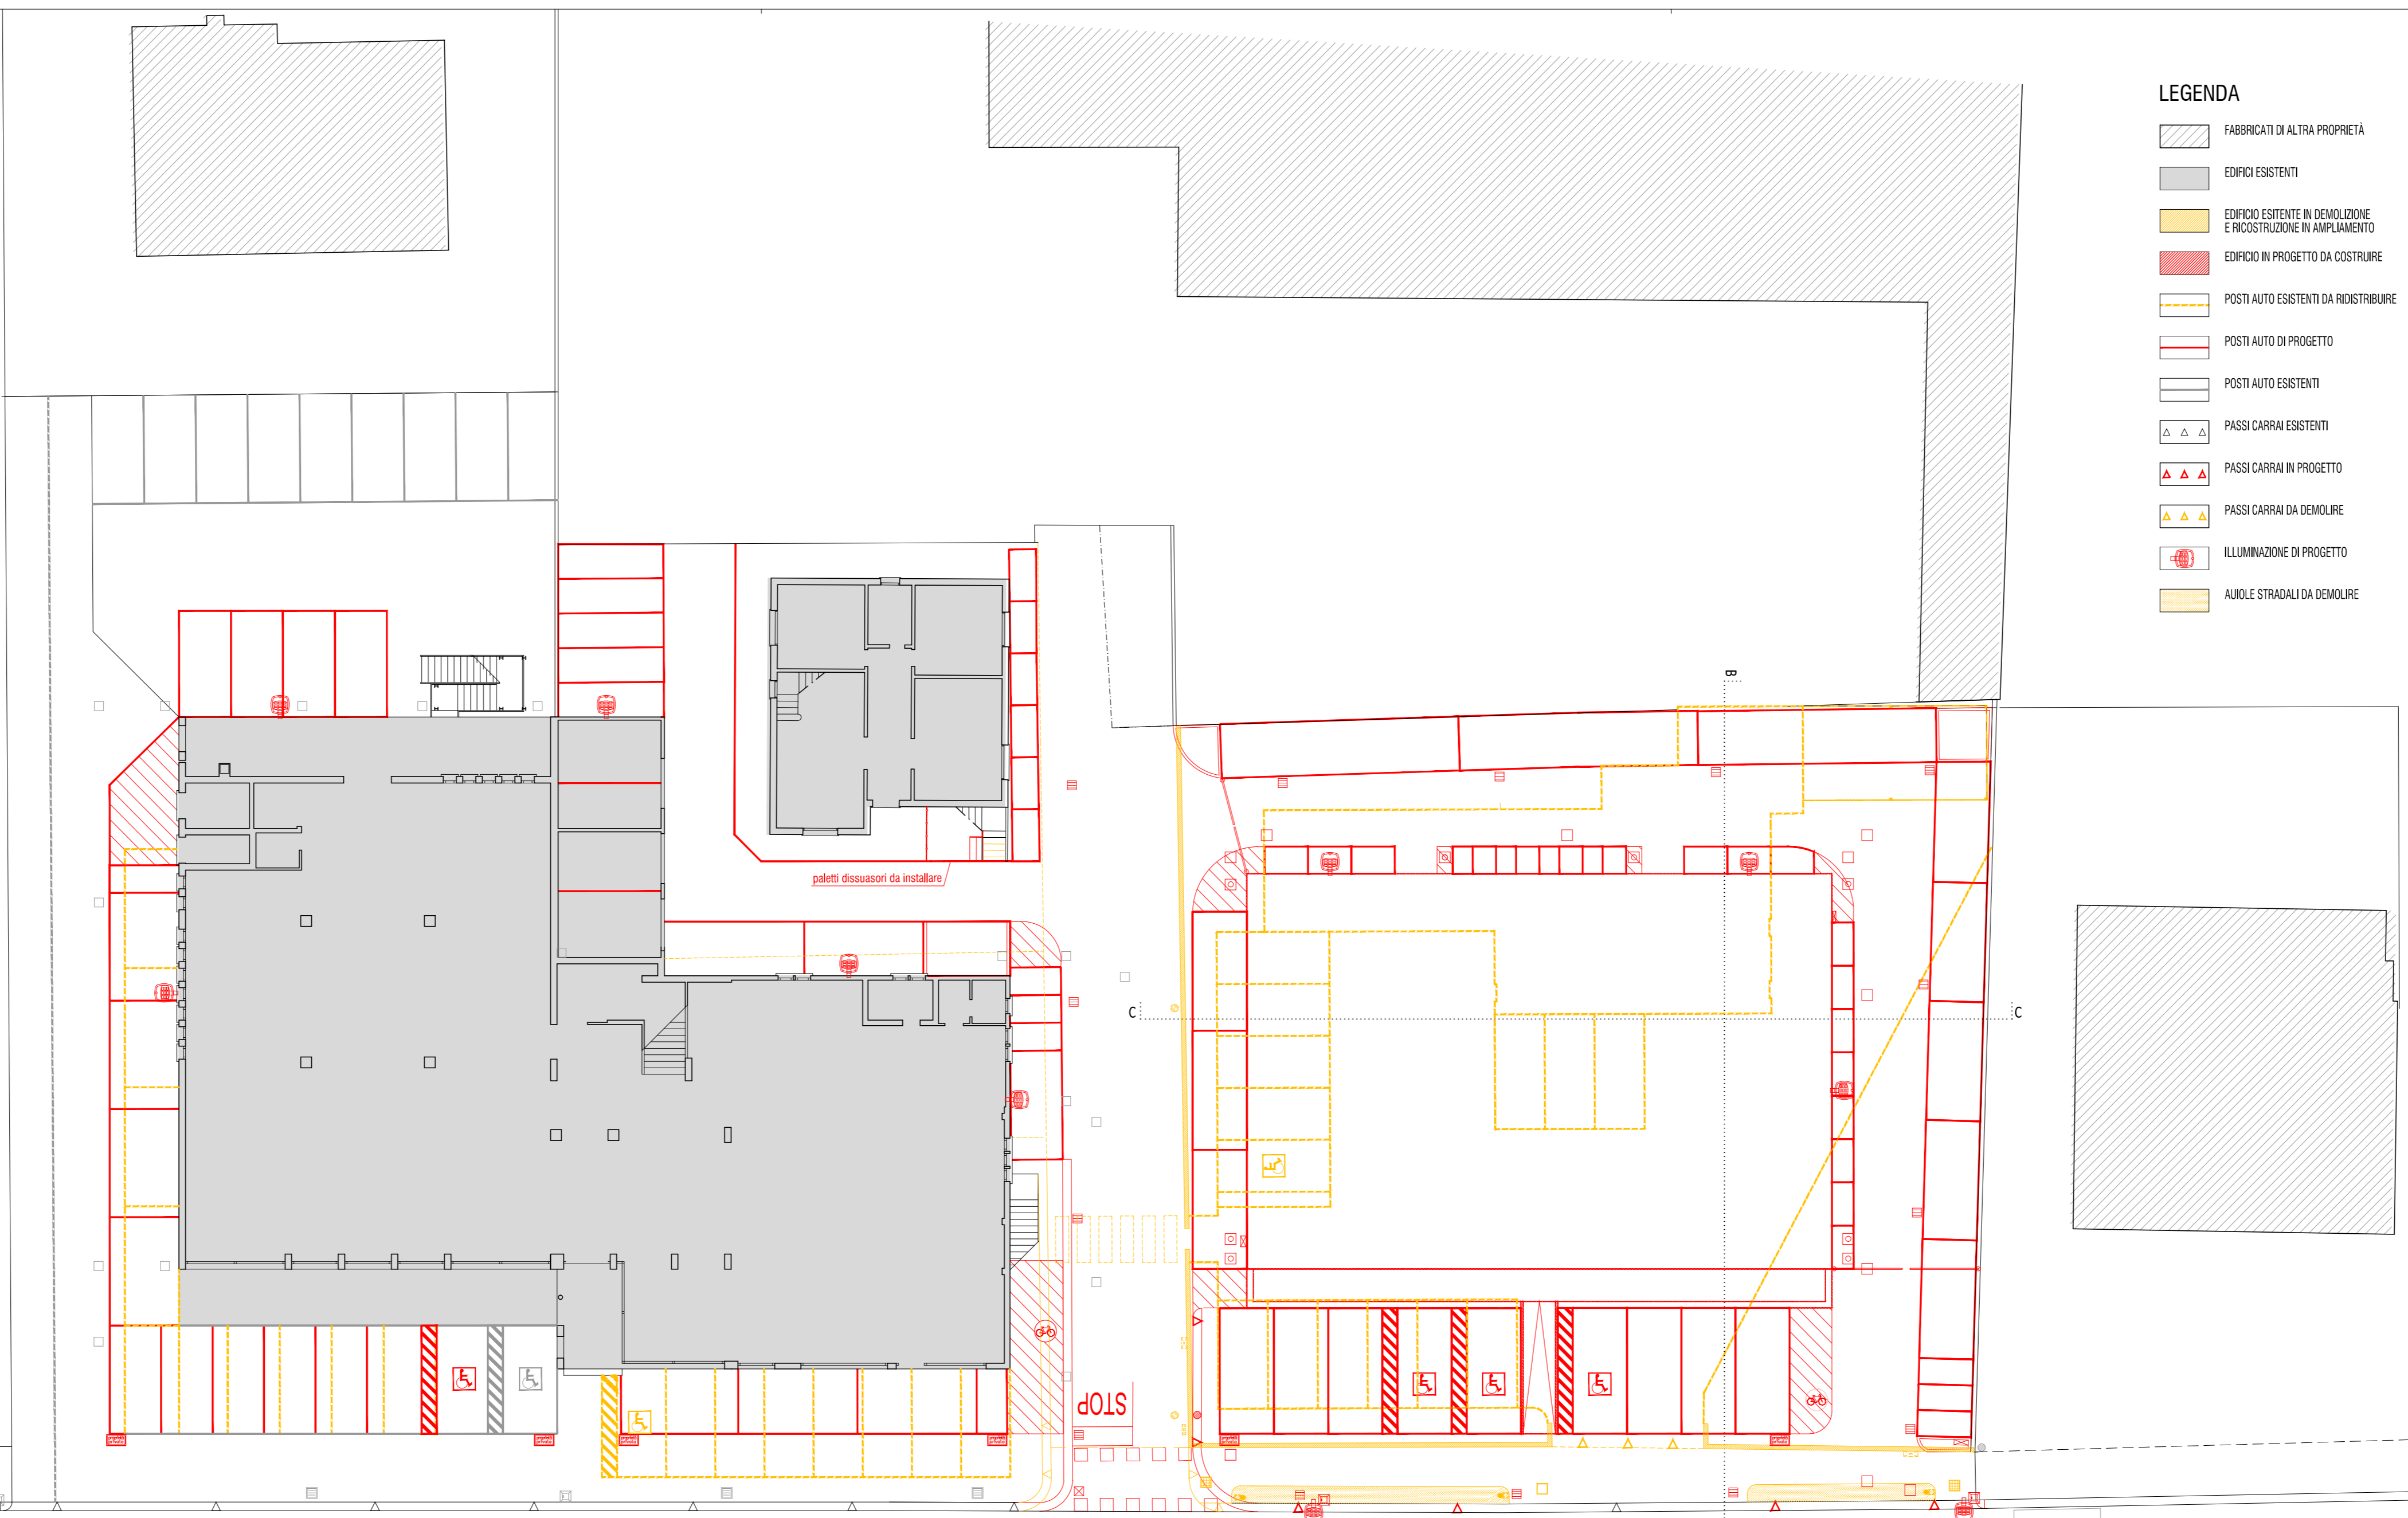 LEGENDA
FABBRICATI DI ALTRA PROPRIETÀ
EDIFICI ESISTENTI
EDIFICIO ESITENTE IN DEMOLIZIONE
E RICOSTRUZIONE IN AMPLIAMENTO
EDIFICIO IN PROGETTO DA COSTRUIRE
POSTI AUTO ESISTENTI DA RIDISTRIBUIRE
POSTI AUTO DI PROGETTO
POSTI AUTO ESISTENTI
PASSI CARRAI ESISTENTI
PASSI CARRAI IN PROGETTO
PASSI CARRAI DA DEMOLIRE
ILLUMINAZIONE DI PROGETTO
AUIOLE STRADALI DA DEMOLIRE
B
paletti dissuasori da installare
C
C
STOP